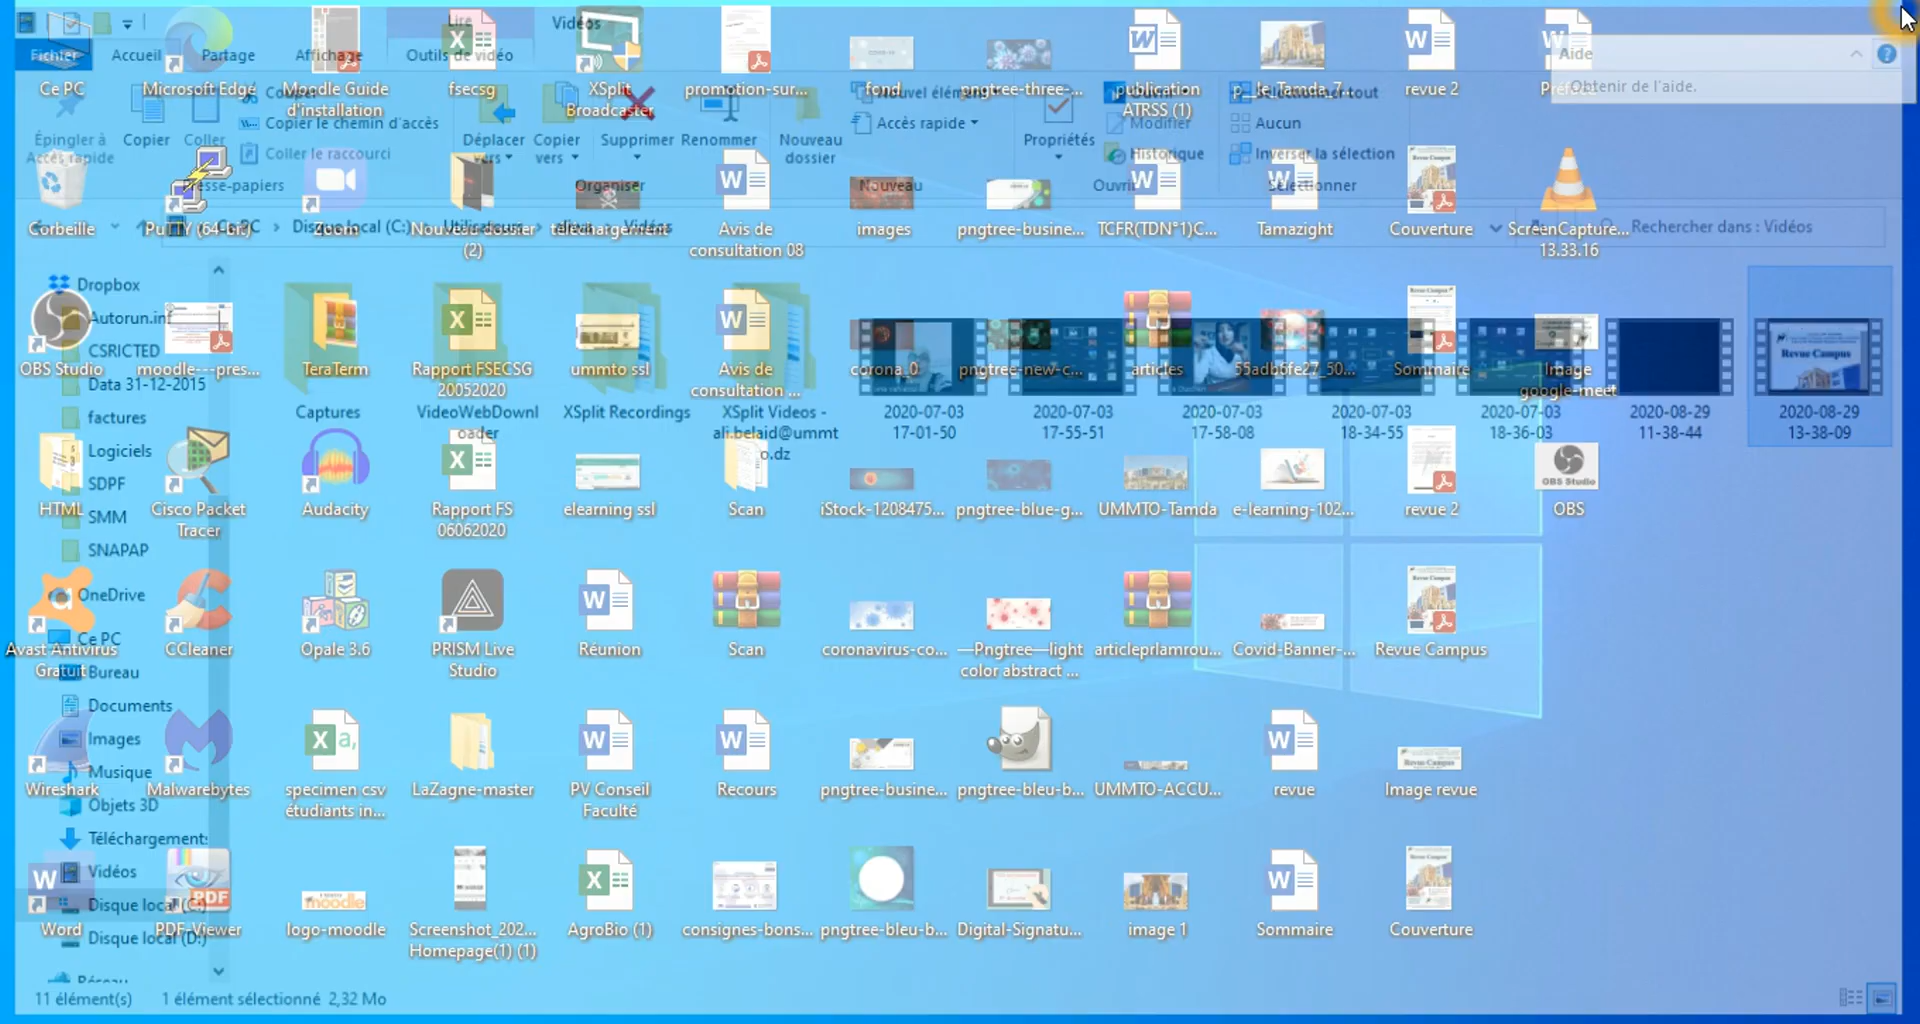 Vidéos
Lire
Fichier
Accueil
Partage
Affichage
Outils de vidéo
Aide
Obtenir de l'aide.
Ce PC
Microsoft Edge
Moodle Guide
d'installation
fsecsg
XSplit
Broadcaster
promotion-sur...
fond
pngtree-three-...
publication
ATRSS (1)
p__le Tamda_7...
revue 2
Copier le chemin d'accès
Coller le raccourci
Épingler à
Accès rapide
Copier
Coller
Presse-papiers
Déplacer
vers
Copier
vers
Supprimer
Renommer
Organiser
Nouveau
dossier
Nouvel élément
Accès rapide
Nouveau
Propriétés
Modifier
Historique
Ouvrir
Sélectionner tout
Aucun
Inverser la sélection
Sélectionner
Corbeille
PuTTY (64-bit)
Zoom
Nouveau dossier
(2)
téléchargement
Avis de
consultation 08
images
pngtree-busine...
TCFR(TDN°1)C...
Tamazight
Couverture
ScreenCapture...
13.33.16
Ce PC
Disque local (C:)
Utilisateurs
Vidéos
Rechercher dans : Vidéos
Dropbox
Autorun.inf
CSRICTED
Data 31-12-2015
factures
Logiciels
SDPF
SMM
SNAPAP
OneDrive
Ce PC
Bureau
Documents
Images
Musique
Objets 3D
Téléchargements
Vidéos
Disque local (C:)
Disque local (D:)
Réseau
OBS Studio
moodle---pres...
TeraTerm
Rapport FSECSG
20052020
ummto ssl
Avis de
consultation ...
corona_0
pngtree-new-c...
articles
55adb6fe27_50...
Sommaire
Image
google-meet
Revue Campus
Captures
VideoWebDownl
oader
XSplit Recordings
XSplit Videos -
ali.belaid@ummt
o.dz
2020-07-03
17-01-50
2020-07-03
17-55-51
2020-07-03
17-58-08
2020-07-03
18-34-55
2020-07-03
18-36-03
2020-08-29
11-38-44
2020-08-29
13-38-09
HTML
Cisco Packet
Tracer
Audacity
Rapport FS
06062020
elearning ssl
Scan
iStock-1208475...
pngtree-blue-g...
UMMTO-Tamda
e-learning-102...
revue 2
OBS Studio
OBS
Avast Antivirus
Gratuit
CCleaner
Opale 3.6
PRISM Live
Studio
Réunion
Scan
coronavirus-co...
—Pngtree—light
color abstract ...
articleprlamrou...
Covid-Banner-...
Revue Campus
Wireshark
Malwarebytes
specimen csv
étudiants in...
LaZagne-master
PV Conseil
Faculté
Recours
pngtree-busine...
pngtree-bleu-b...
UMMTO-ACCU...
revue
Image revue
Word
PDF-Viewer
logo-moodle
Screenshot_202...
Homepage(1) (1)
AgroBio (1)
consignes-bons...
pngtree-bleu-b...
Digital-Signatu...
image 1
Sommaire
Couverture
11 élément(s)
1 élément sélectionné 2,32 Mo